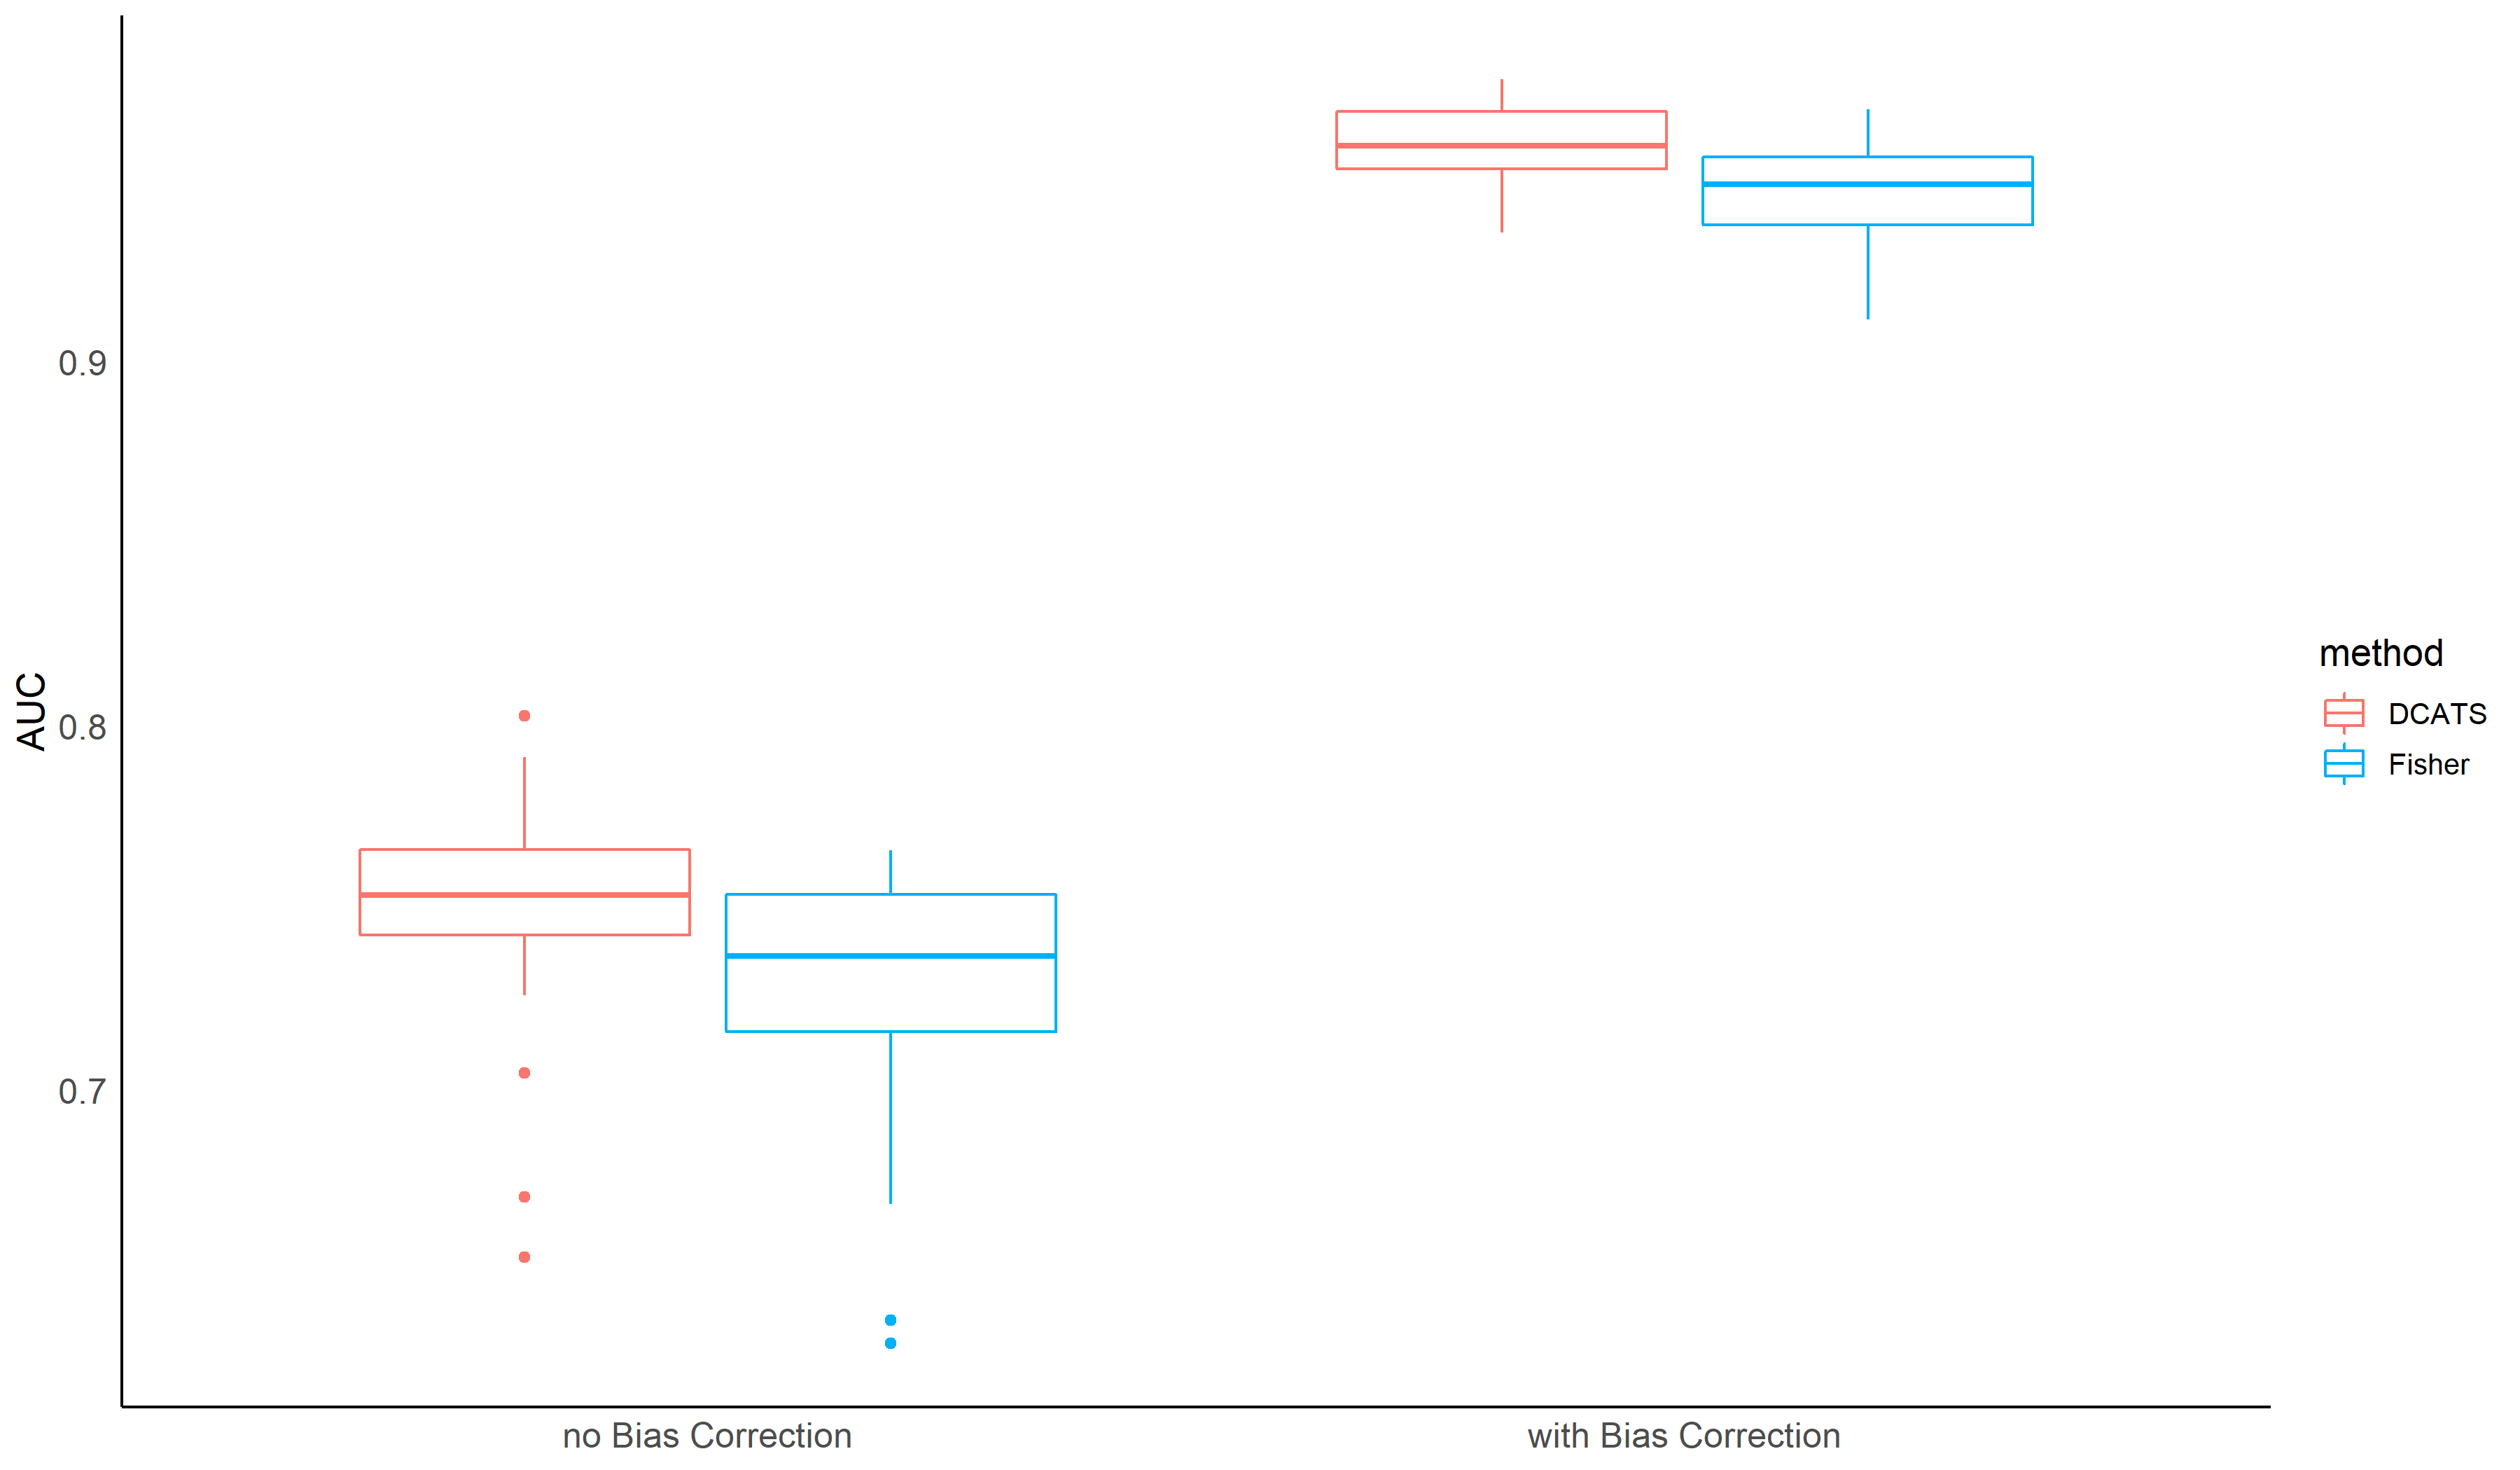 AUC
0.9
0.8
0.7
no Bias Correction
with Bias Correction
method
DCATS
Fisher